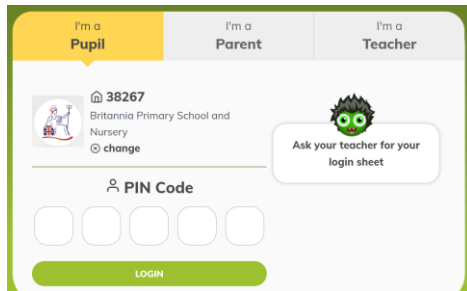 I'm a
Pupil
I'm a
Parent
I'm a
Teacher
38267
Britannia Primary School and
Nursery
change
Ask your teacher for your
login sheet
PIN Code
LOGIN